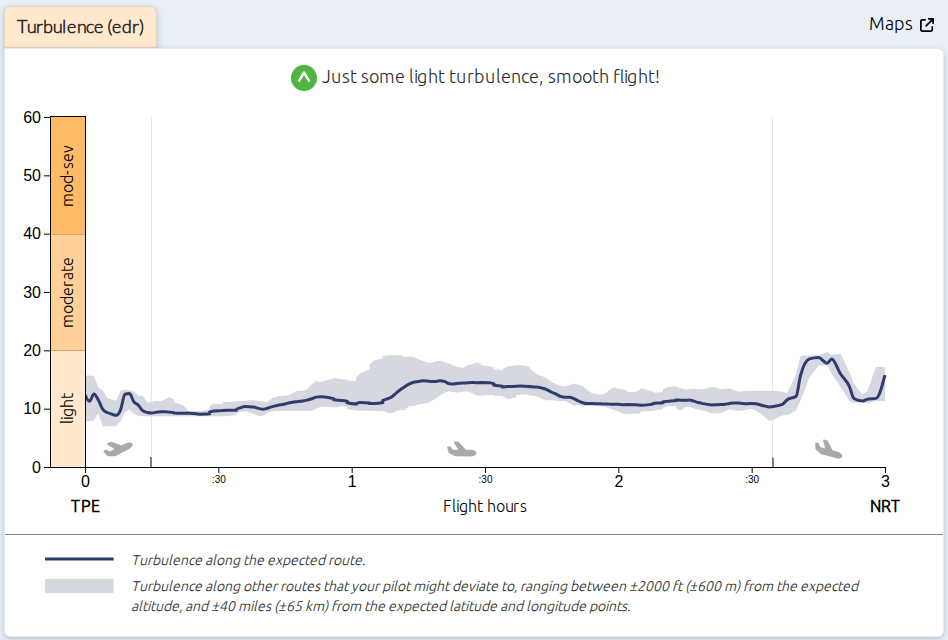 Turbulence (edr)
Maps
Just some light turbulence, smooth flight!
60
50
40
30
20
10
0
mod-sev
moderate
light
0
:30
1
:30
2
:30
3
TPE
Flight hours
NRT
Turbulence along the expected route.
Turbulence along other routes that your pilot might deviate to, ranging between ±2000 ft (±600 m) from the expected
altitude, and ±40 miles (±65 km) from the expected latitude and longitude points.